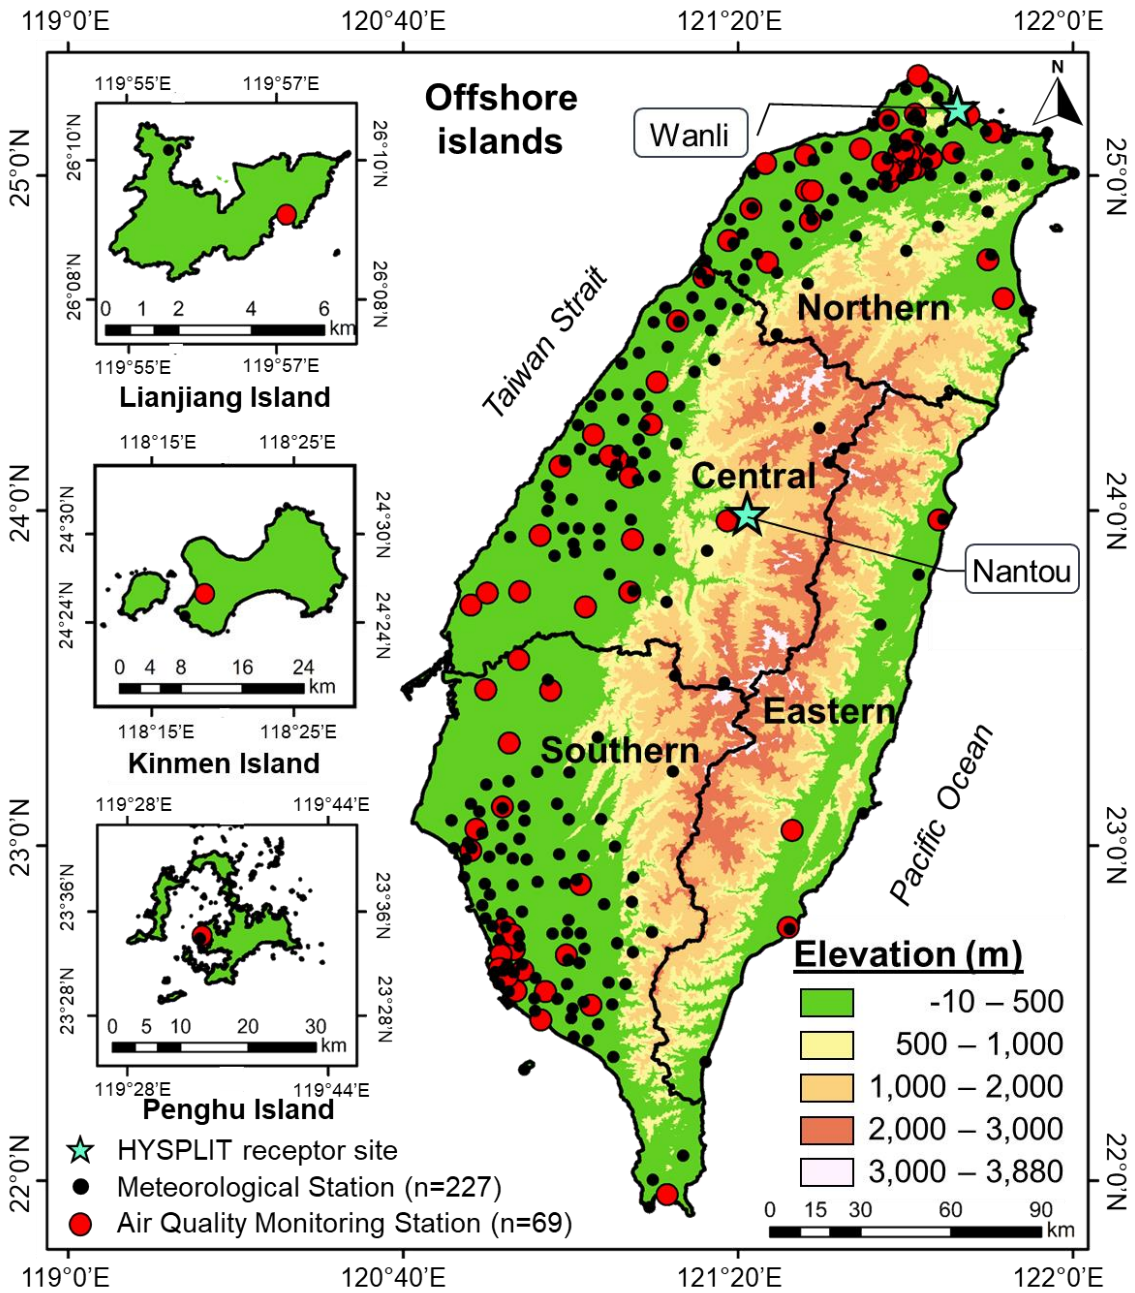 119°0'E 120°40'E 121°20'E 122°0'E
25°0'N
24°0'N
23°0'N
22°0'N
Offshore
islands
119°55'E 119°57'E
26°10'N
26°08'N
26°10'N
26°08'N
0 1 2 4 6
km
119°55'E 119°57'E
Lianjiang Island
118°15'E 118°25'E
24°30'N
24°24'N
24°30'N
24°24'N
0 4 8 16 24
km
118°15'E 118°25'E
Kinmen Island
119°28'E 119°44'E
23°36'N
23°28'N
23°36'N
23°28'N
0 5 10 20 30
km
119°28'E 119°44'E
Penghu Island
HYSPLIT receptor site
Meteorological Station (n=227)
Air Quality Monitoring Station (n=69)
Wanli
N
Taiwan Strait
Northern
Central
Nantou
Eastern
Southern
Pacific Ocean
Elevation (m)
-10 – 500
500 – 1,000
1,000 – 2,000
2,000 – 3,000
3,000 – 3,880
0 15 30 60 90
km
25°0'N
24°0'N
23°0'N
22°0'N
119°0'E 120°40'E 121°20'E 122°0'E